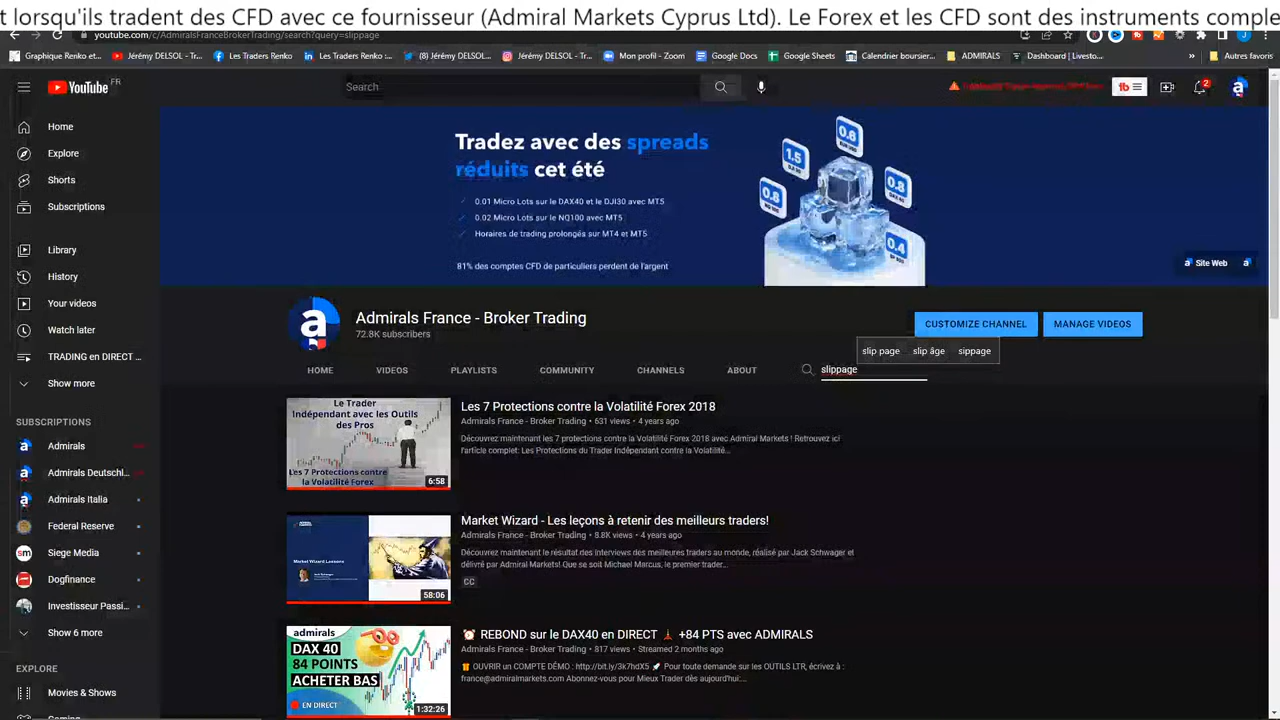 t lorsqu'ils tradent des CFD avec ce fournisseur (Admiral Markets Cyprus Ltd). Le Forex et les CFD sont des instruments comple
youtube.com/c/AdmiralsFranceBrokerTrading/search?query=slippage
Graphique Renko et... Jérémy DELSOL - Tr... Les Traders Renko... Les Traders Renko ... (8) Jérémy DELSOL... Jérémy DELSOL - Tr... Mon profil - Zoom Google Docs Google Sheets Calendrier boursier... ADMIRALS Dashboard | Livesto... » Autres favoris
YouTube FR
Search
2
Home
Explore
Shorts
Subscriptions
Library
History
Your videos
Watch later
TRADING en DIRECT ...
Show more
SUBSCRIPTIONS
Admirals
Admirals Deutschl...
Admirals Italia
Federal Reserve
Siege Media
Boƒinance
Investisseur Passi...
Show 6 more
EXPLORE
Movies & Shows
Tradez avec des spreads
réduits cet été
0.01 Micro Lots sur le DAX40 et le DJI30 avec MT5
0.02 Micro Lots sur le NQ100 avec MT5
Horaires de trading prolongés sur MT4 et MT5
81% des comptes CFD de particuliers perdent de l'argent
0.6
1.5
0.8
0.8
0.4
Site Web
Admirals France - Broker Trading
72.8K subscribers
CUSTOMIZE CHANNEL MANAGE VIDEOS
slip page slip âge sippage
HOME VIDEOS PLAYLISTS COMMUNITY CHANNELS ABOUT slippage
Le Trader
Indépendant avec les Outils
des Pros
Les 7 Protections contre
la Volatilité Forex
6:58
Les 7 Protections contre la Volatilité Forex 2018
Admirals France - Broker Trading • 631 views • 4 years ago
Découvrez maintenant les 7 protections contre la Volatilité Forex 2018 avec Admiral Markets ! Retrouvez ici
l'article complet: Les Protections du Trader Indépendant contre la Volatilité...
Market Wizard Lessons
58:06
Market Wizard - Les leçons à retenir des meilleurs traders!
Admirals France - Broker Trading • 8.8K views • 4 years ago
Découvrez maintenant le résultat des interviews des meilleures traders au monde, réalisé par Jack Schwager et
délivré par Admiral Markets! Que se soit Michael Marcus, le premier trader...
CC
admirals
DAX 40
84 POINTS
ACHETER BAS
EN DIRECT
1:32:26
REBOND sur le DAX40 en DIRECT +84 PTS avec ADMIRALS
Admirals France - Broker Trading • 817 views • Streamed 2 months ago
OUVRIR un COMPTE DÉMO : http://bit.ly/3k7hdX5 Pour toute demande sur les OUTILS LTR, écrivez à :
france@admiralmarkets.com Abonnez-vous pour Mieux Trader dès aujourd'hui...